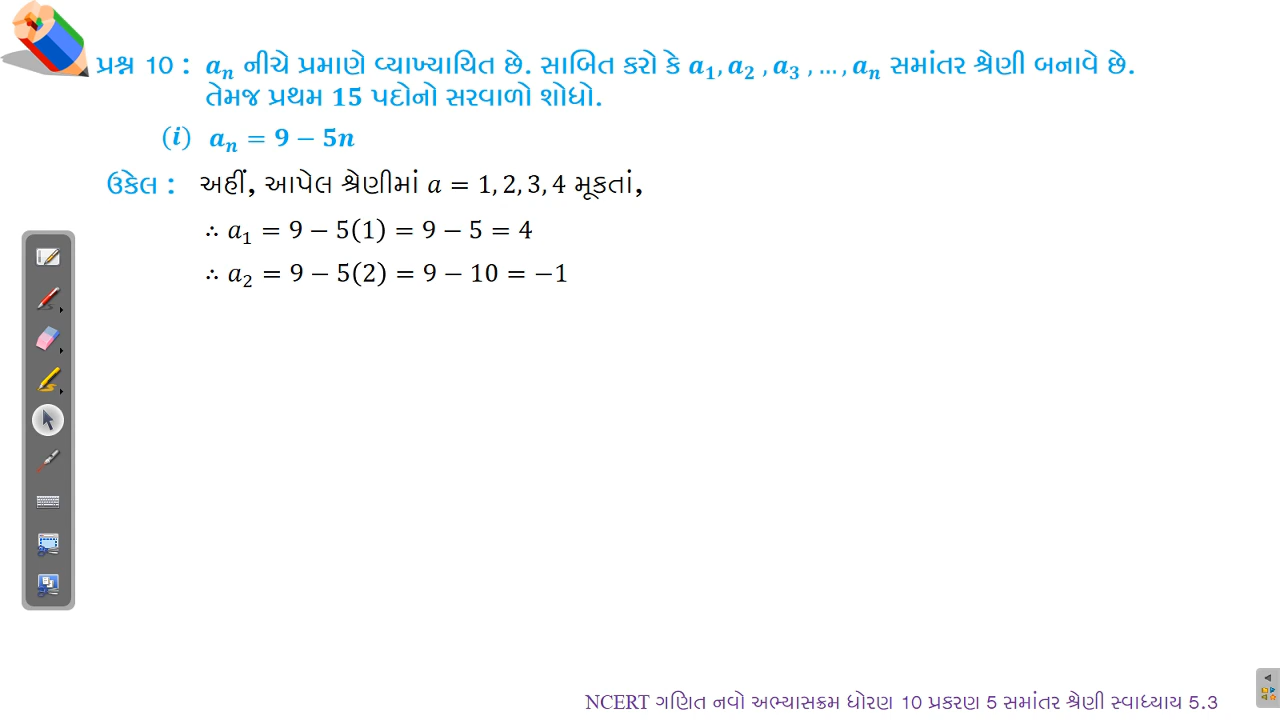 પ્રશ્ન 10 : aₙ નીચે પ્રમાણે વ્યાખ્યાયિત છે. સાબિત કરો કે a₁, a₂ , a₃ , ... , aₙ સમાંતર શ્રેણી બનાવે છે.
તેમજ પ્રથમ 15 પદોનો સરવાળો શોધો.
(i) aₙ = 9 − 5n
ઉકેલ : અહીં, આપેલ શ્રેણીમાં a = 1, 2, 3, 4 મૂકતાં,
∴ a₁ = 9 − 5(1) = 9 − 5 = 4
∴ a₂ = 9 − 5(2) = 9 − 10 = −1
NCERT ગણિત નવો અભ્યાસક્રમ ધોરણ 10 પ્રકરણ 5 સમાંતર શ્રેણી સ્વાધ્યાય 5.3